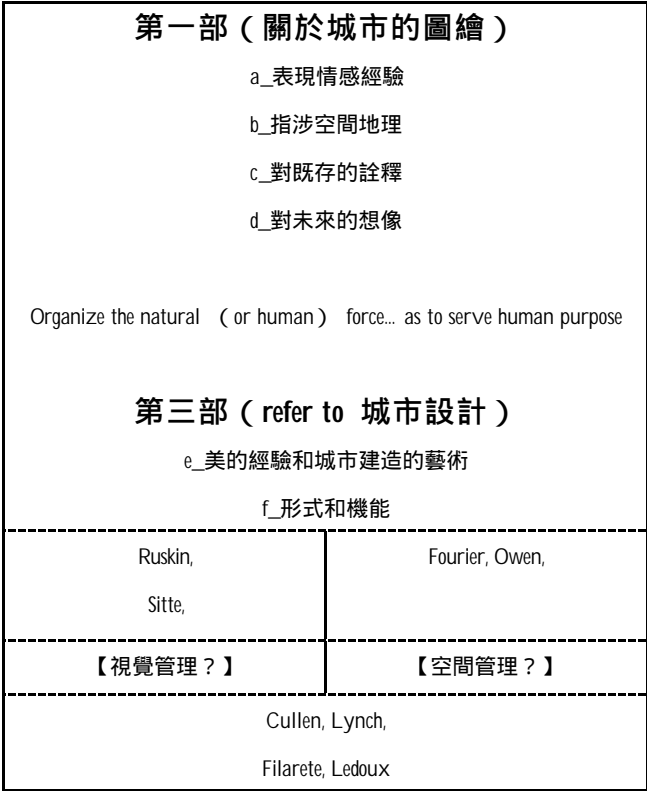 第一部（關於城市的圖繪）
a_表現情感經驗
b_指涉空間地理
c_對既存的詮釋
d_對未來的想像
Organize the natural （or human） force... as to serve human purpose
第三部（refer to 城市設計）
e_美的經驗和城市建造的藝術
f_形式和機能
Ruskin,
Sitte,
Fourier, Owen,
【視覺管理？】
【空間管理？】
Cullen, Lynch,
Filarete, Ledoux